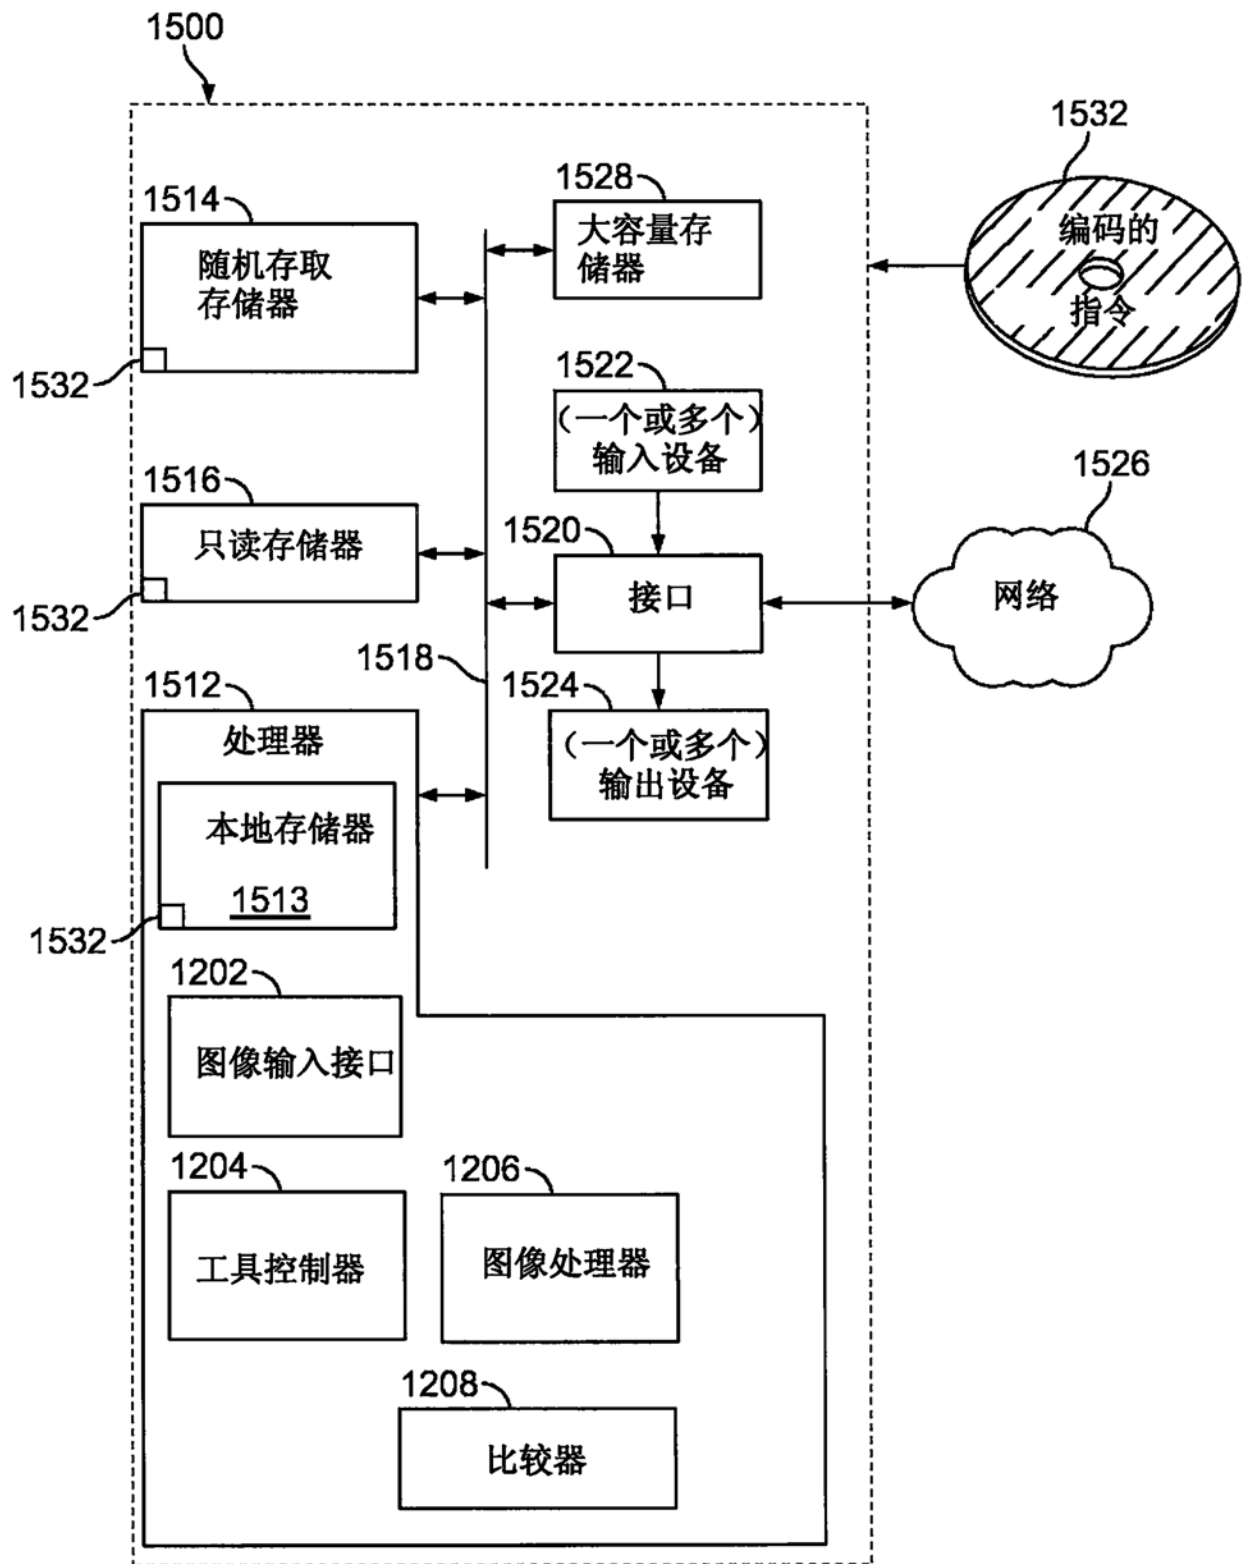 1500
1514
随机存取
存储器
1532
1528
大容量存
储器
1532
编码的
指令
1522
（一个或多个）
输入设备
1516
只读存储器
1532
1520
接口
1526
网络
1518
1524
（一个或多个）
输出设备
1512
处理器
本地存储器
1513
1532
1202
图像输入接口
1204
工具控制器
1206
图像处理器
1208
比较器